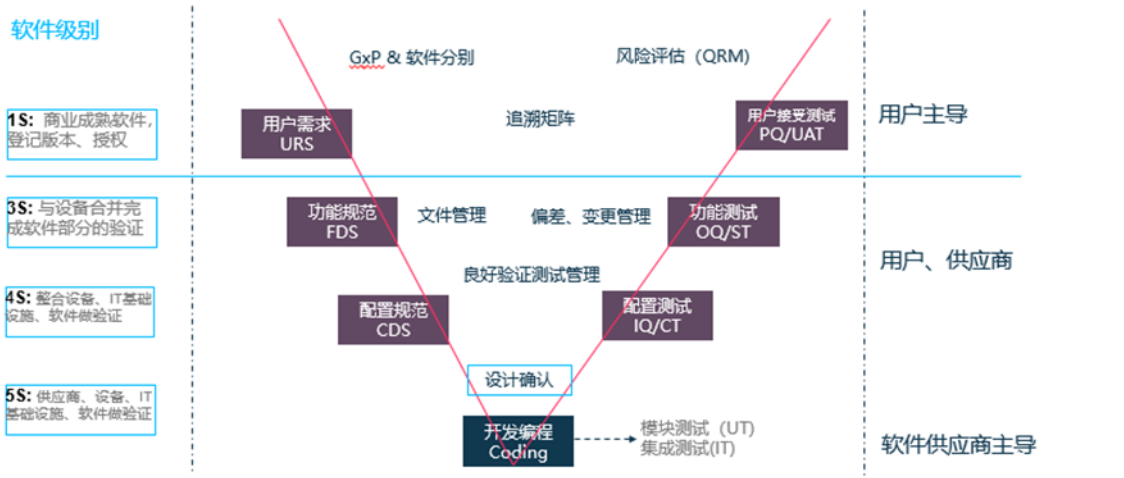 软件级别
GxP & 软件分别
风险评估（QRM)
1S: 商业成熟软件，
登记版本、授权
用户需求
URS
追溯矩阵
用户接受测试
PQ/UAT
用户主导
3S: 与设备合并完
成软件部分的验证
功能规范
FDS
文件管理
偏差、变更管理
功能测试
OQ/ST
用户、供应商
良好验证测试管理
4S: 整合设备、IT基础
设施、软件做验证
配置规范
CDS
配置测试
IQ/CT
设计确认
5S: 供应商、设备、IT
基础设施、软件做验证
开发编程
Coding
模块测试（UT)
集成测试(IT)
软件供应商主导